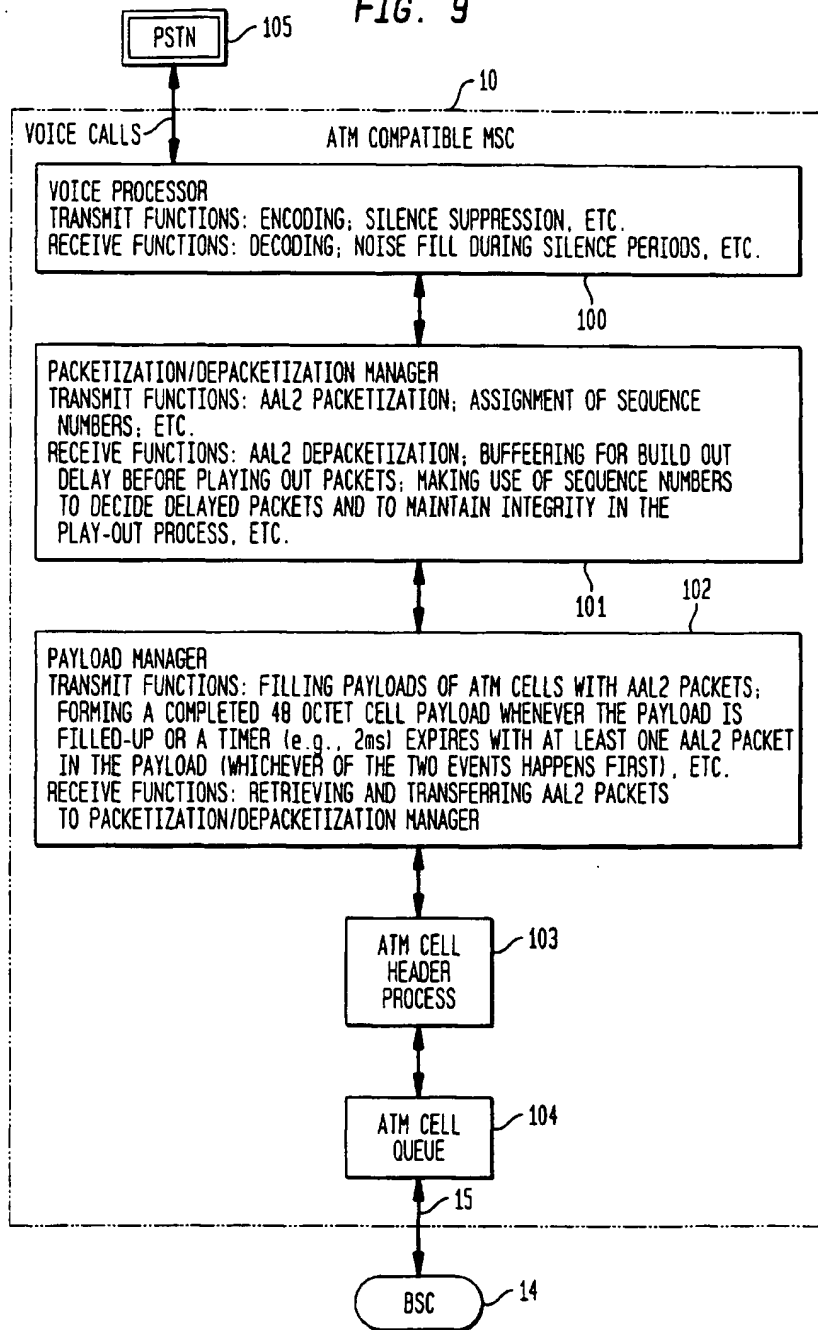 FIG. 9
PSTN
105
10
VOICE CALLS
ATM COMPATIBLE MSC
VOICE PROCESSOR
TRANSMIT FUNCTIONS: ENCODING; SILENCE SUPPRESSION, ETC.
RECEIVE FUNCTIONS: DECODING; NOISE FILL DURING SILENCE PERIODS, ETC.
100
PACKETIZATION/DEPACKETIZATION MANAGER
TRANSMIT FUNCTIONS: AAL2 PACKETIZATION; ASSIGNMENT OF SEQUENCE
NUMBERS; ETC.
RECEIVE FUNCTIONS: AAL2 DEPACKETIZATION; BUFFEERING FOR BUILD OUT
DELAY BEFORE PLAYING OUT PACKETS; MAKING USE OF SEQUENCE NUMBERS
TO DECIDE DELAYED PACKETS AND TO MAINTAIN INTEGRITY IN THE
PLAY-OUT PROCESS, ETC.
101
102
PAYLOAD MANAGER
TRANSMIT FUNCTIONS: FILLING PAYLOADS OF ATM CELLS WITH AAL2 PACKETS;
FORMING A COMPLETED 48 OCTET CELL PAYLOAD WHENEVER THE PAYLOAD IS
FILLED-UP OR A TIMER (e.g., 2ms) EXPIRES WITH AT LEAST ONE AAL2 PACKET
IN THE PAYLOAD (WHICHEVER OF THE TWO EVENTS HAPPENS FIRST), ETC.
RECEIVE FUNCTIONS: RETRIEVING AND TRANSFERRING AAL2 PACKETS
TO PACKETIZATION/DEPACKETIZATION MANAGER
ATM CELL
HEADER
PROCESS
103
ATM CELL
QUEUE
104
15
BSC
14